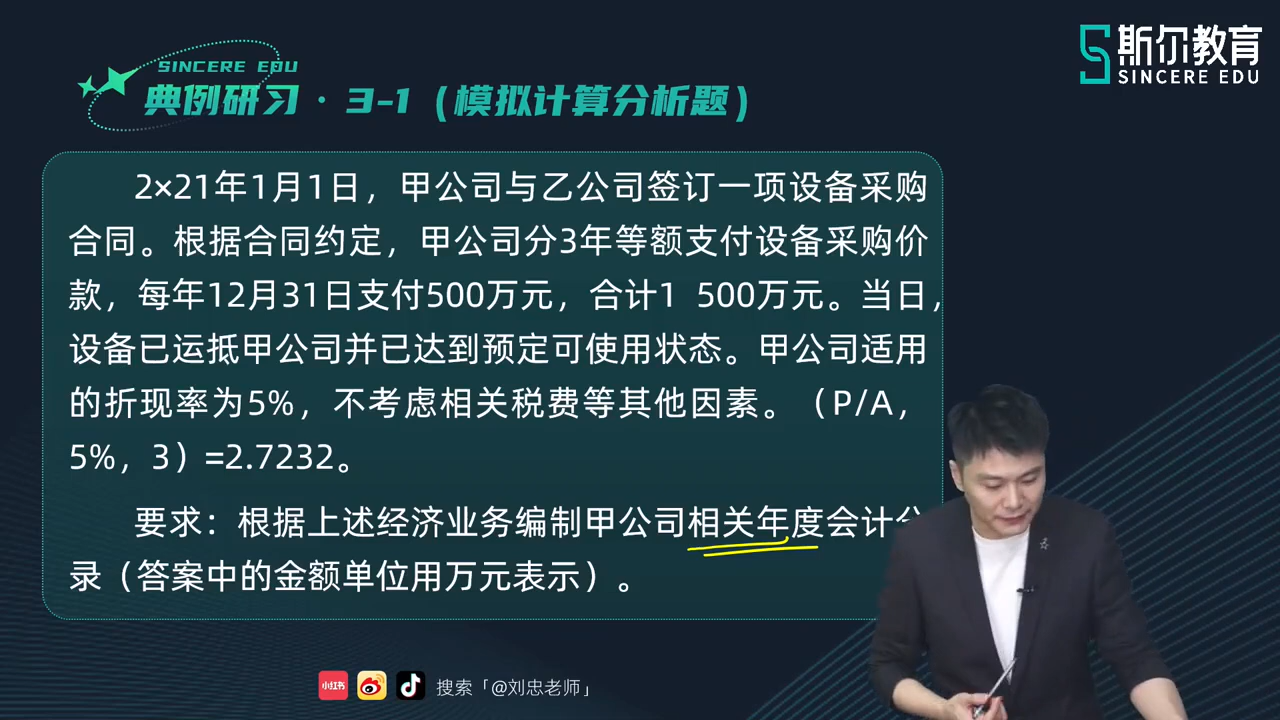 斯尔教育
SINCERE EDU
SINCERE EDU
典例研习·3-1（模拟计算分析题）
2×21年1月1日，甲公司与乙公司签订一项设备采购
合同。根据合同约定，甲公司分3年等额支付设备采购价
款，每年12月31日支付500万元，合计1 500万元。当日，
设备已运抵甲公司并已达到预定可使用状态。甲公司适用
的折现率为5%，不考虑相关税费等其他因素。（P/A，
5%，3）=2.7232。
要求：根据上述经济业务编制甲公司相关年度会计分
录（答案中的金额单位用万元表示）。
小红书
搜索「@刘忠老师」